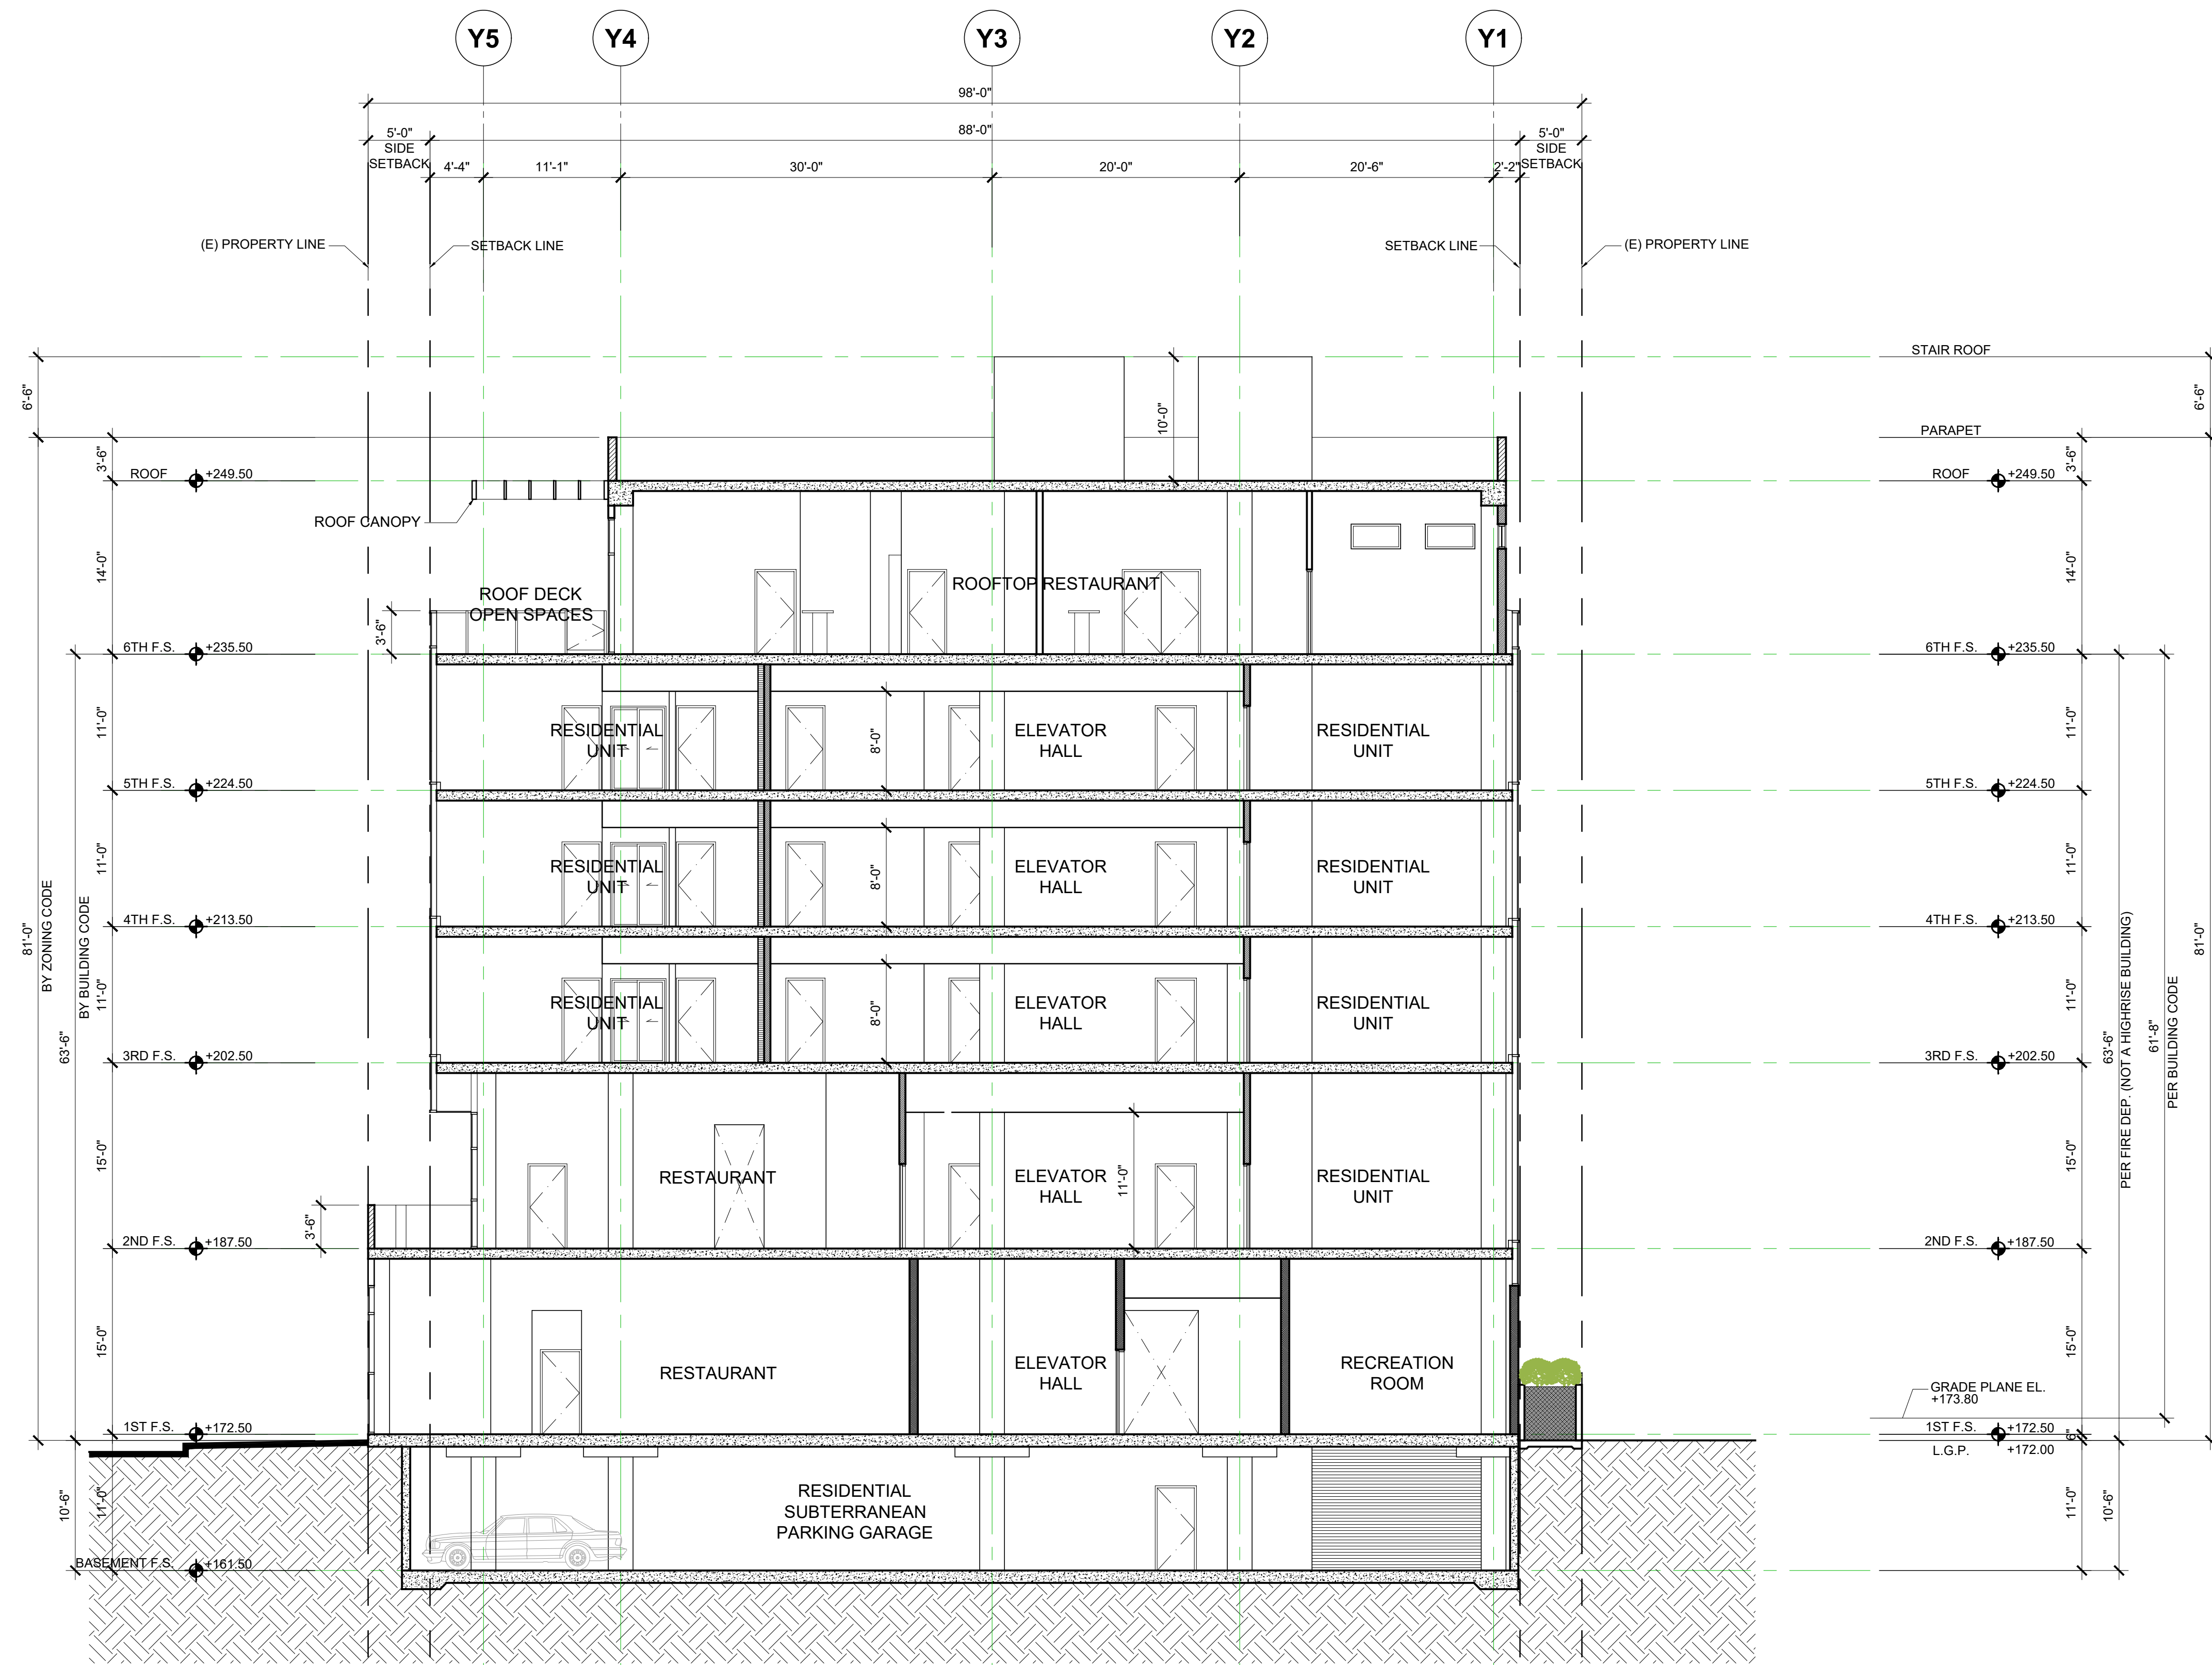 Y5 Y4 Y3 Y2 Y1
98'-0"
5'-0" 88'-0" 5'-0"
SIDE SETBACK
SIDE SETBACK
4'-4" 11'-1" 30'-0" 20'-0" 20'-6" 2'-2"
(E) PROPERTY LINE
SETBACK LINE
SETBACK LINE
(E) PROPERTY LINE
STAIR ROOF
6'-6"
10'-0"
6'-6"
PARAPET
3'-6"
3'-6"
ROOF +249.50
ROOF +249.50
ROOF CANOPY
14'-0"
14'-0"
ROOF DECK
OPEN SPACES
ROOFTOP RESTAURANT
3'-6"
6TH F.S. +235.50
6TH F.S. +235.50
11'-0"
RESIDENTIAL
UNIT
8'-0"
ELEVATOR
HALL
RESIDENTIAL
UNIT
11'-0"
5TH F.S. +224.50
5TH F.S. +224.50
11'-0"
RESIDENTIAL
UNIT
8'-0"
ELEVATOR
HALL
RESIDENTIAL
UNIT
11'-0"
4TH F.S. +213.50
4TH F.S. +213.50
81'-0"
BY ZONING CODE
63'-6"
BY BUILDING CODE
11'-0"
RESIDENTIAL
UNIT
8'-0"
ELEVATOR
HALL
RESIDENTIAL
UNIT
11'-0"
63'-6"
PER FIRE DEP. (NOT A HIGHRISE BUILDING)
61'-8"
PER BUILDING CODE
81'-0"
3RD F.S. +202.50
3RD F.S. +202.50
15'-0"
RESTAURANT
ELEVATOR
HALL
11'-0"
RESIDENTIAL
UNIT
15'-0"
3'-6"
2ND F.S. +187.50
2ND F.S. +187.50
15'-0"
RESTAURANT
ELEVATOR
HALL
RECREATION
ROOM
15'-0"
GRADE PLANE EL.
+173.80
1ST F.S. +172.50
1ST F.S. +172.50
6"
L.G.P. +172.00
10'-6"
11'-0"
RESIDENTIAL
SUBTERRANEAN
PARKING GARAGE
11'-0"
10'-6"
BASEMENT F.S. +161.50